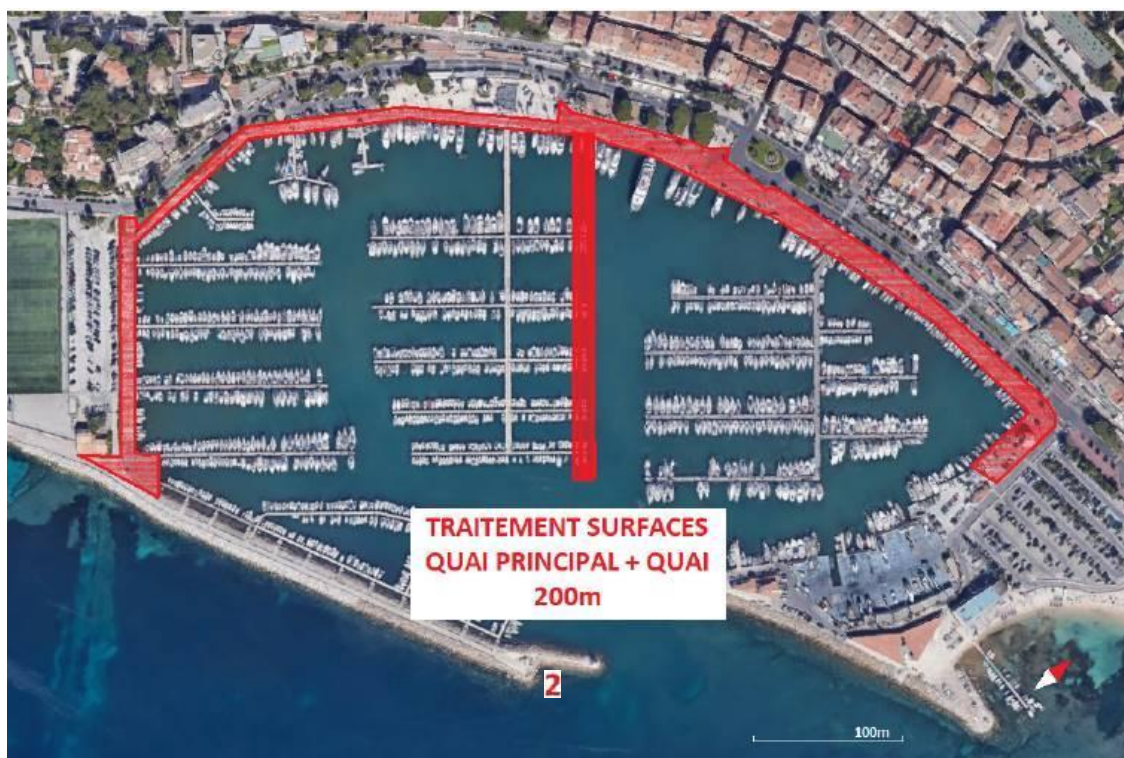 TRAITEMENT SURFACES
QUAI PRINCIPAL + QUAI
200m
2
100m